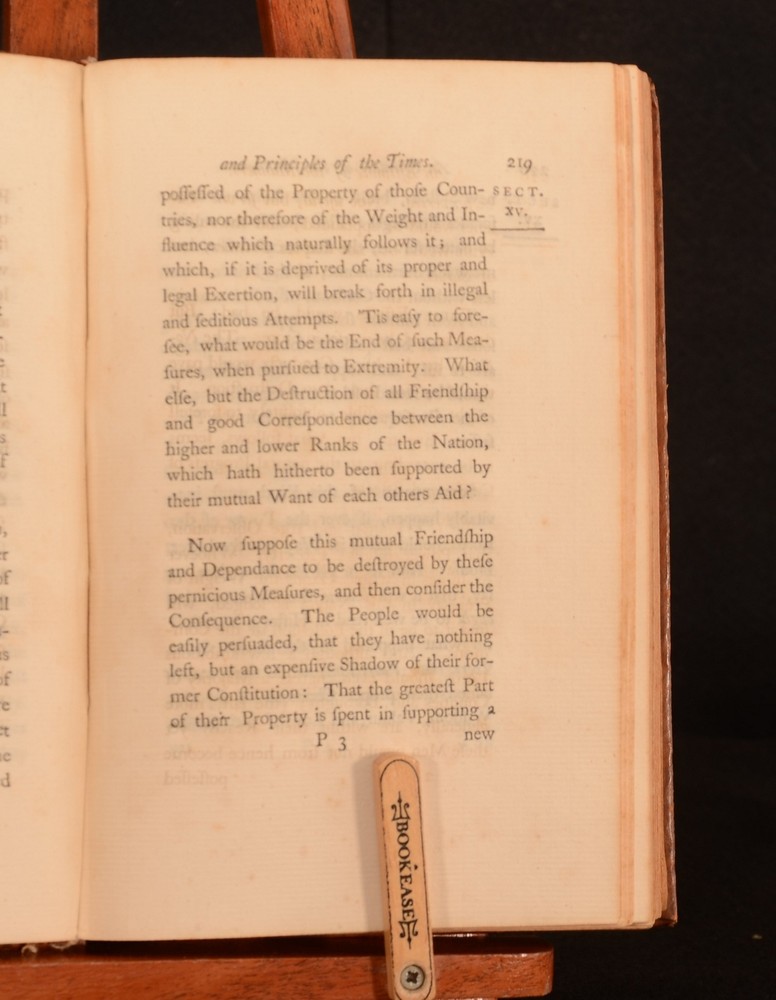 and Principles of the Times. 219
poſſeſſed of the Property of thoſe Coun- SECT.
tries, nor therefore of the Weight and In- XV.
fluence which naturally follows it; and
which, if it is deprived of its proper and
legal Exertion, will break forth in illegal
and ſeditious Attempts. 'Tis eaſy to fore-
ſee, what would be the End of ſuch Mea-
ſures, when purſued to Extremity. What
elſe, but the Deſtruction of all Friendſhip
and good Correſpondence between the
higher and lower Ranks of the Nation,
which hath hitherto been ſupported by
their mutual Want of each others Aid?
Now ſuppoſe this mutual Friendſhip
and Dependance to be deſtroyed by theſe
pernicious Meaſures, and then conſider the
Conſequence. The People would be
eaſily perſuaded, that they have nothing
left, but an expenſive Shadow of their for-
mer Conſtitution: That the greateſt Part
of their Property is ſpent in ſupporting a
P 3 new
BOOKEASE